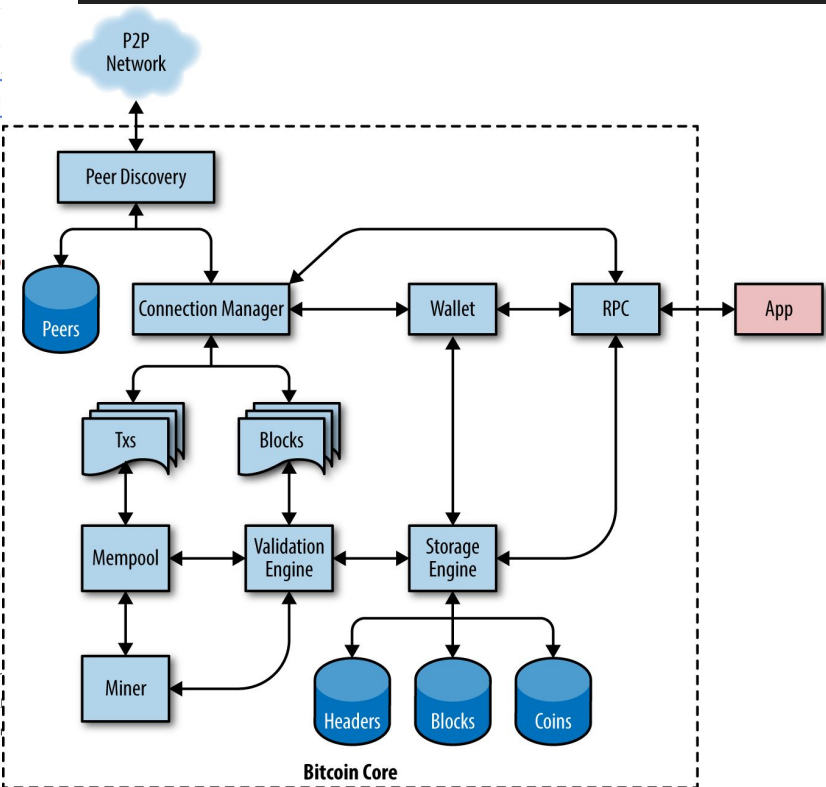 P2P
Network
Peer Discovery
Peers
Connection Manager
Wallet
RPC
App
Txs
Blocks
Mempool
Validation
Engine
Storage
Engine
Miner
Headers
Blocks
Coins
Bitcoin Core